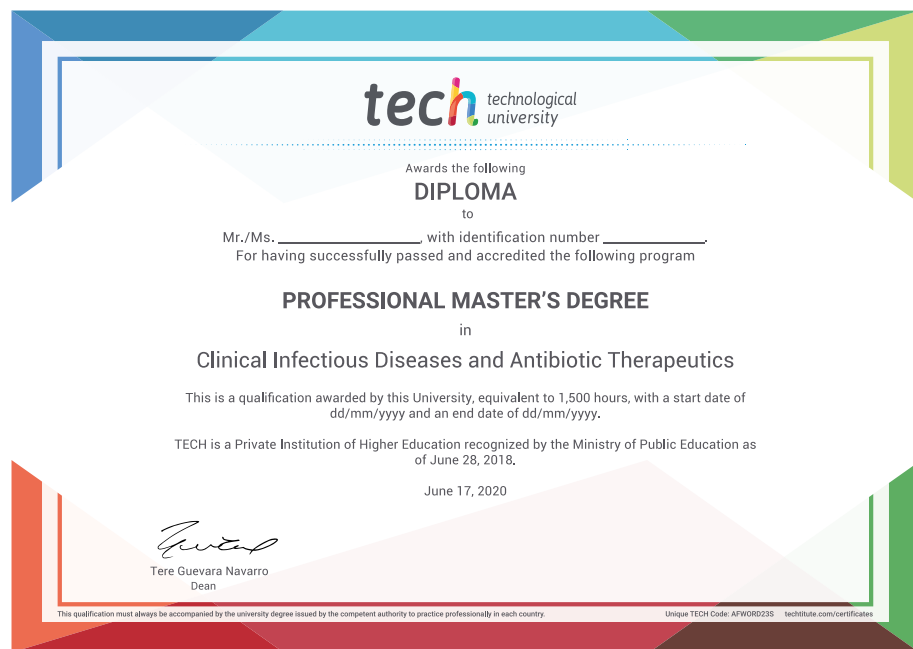 tech technological
university
Awards the following
DIPLOMA
to
Mr./Ms. ____________________, with identification number ______________.
For having successfully passed and accredited the following program
PROFESSIONAL MASTER'S DEGREE
in
Clinical Infectious Diseases and Antibiotic Therapeutics
This is a qualification awarded by this University, equivalent to 1,500 hours, with a start date of
dd/mm/yyyy and an end date of dd/mm/yyyy.
TECH is a Private Institution of Higher Education recognized by the Ministry of Public Education as
of June 28, 2018.
June 17, 2020
Tere Guevara Navarro
Dean
This qualification must always be accompanied by the university degree issued by the competent authority to practice professionally in each country.
Unique TECH Code: AFWORD23S techtitute.com/certificates